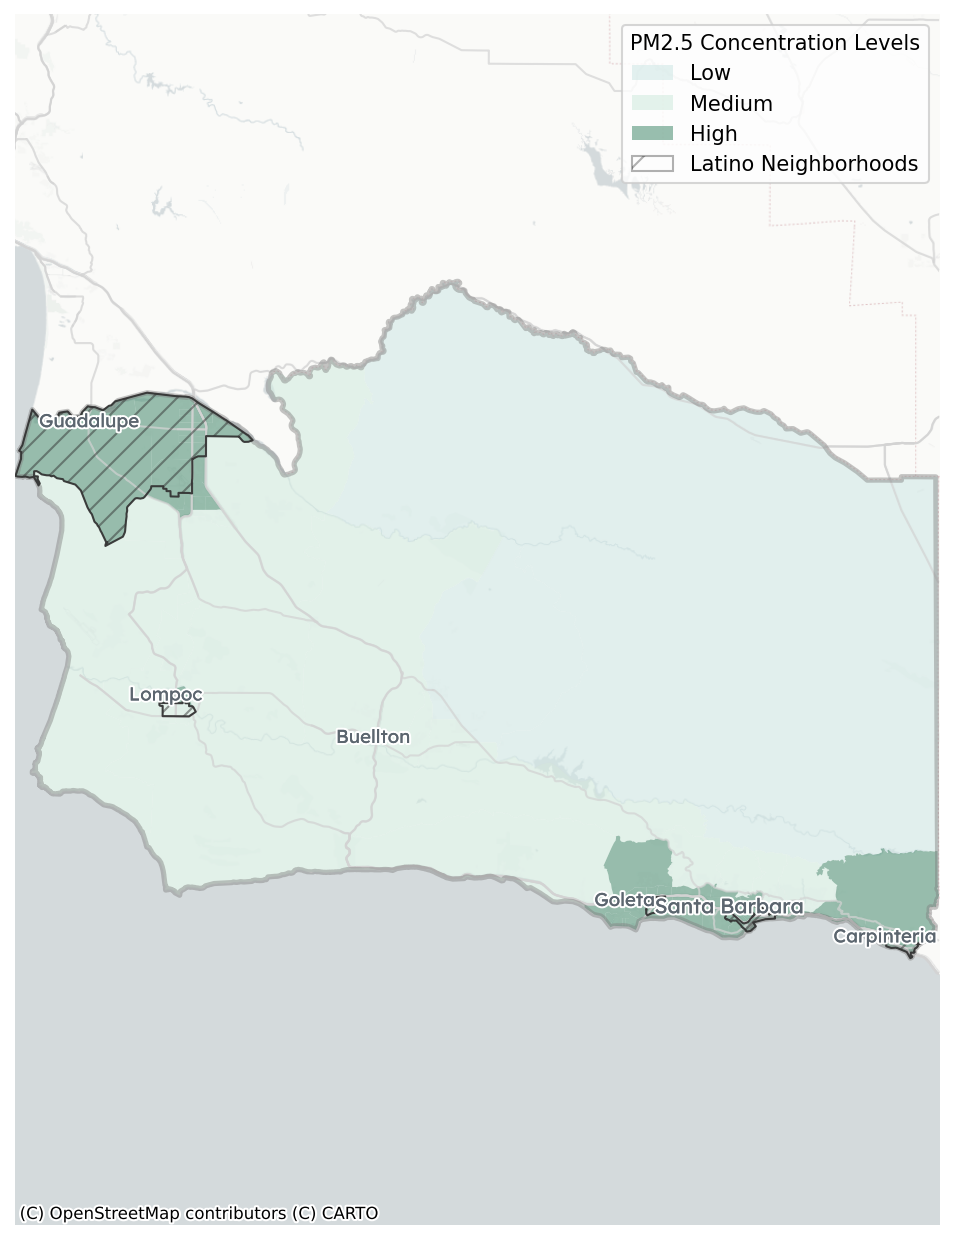 PM2.5 Concentration Levels
Low
Medium
High
Latino Neighborhoods
Guadalupe
Lompoc
Buellton
Goleta
Santa Barbara
Carpinteria
(C) OpenStreetMap contributors (C) CARTO